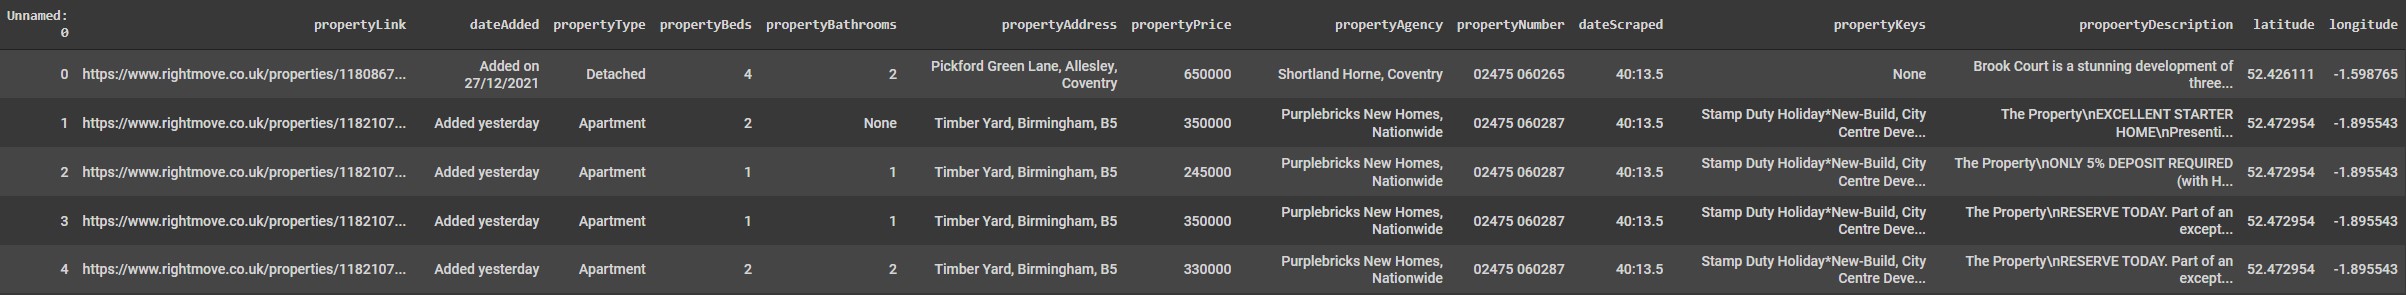 Unnamed: 0 propertyLink dateAdded propertyType propertyBeds propertyBathrooms propertyAddress propertyPrice propertyAgency propertyNumber dateScraped propertyKeys propoertyDescription latitude longitude
0 https://www.rightmove.co.uk/properties/1180867... Added on 27/12/2021 Detached 4 2 Pickford Green Lane, Allesley, Coventry 650000 Shortland Horne, Coventry 02475 060265 40:13.5 None Brook Court is a stunning development of three... 52.426111 -1.598765
1 https://www.rightmove.co.uk/properties/1182107... Added yesterday Apartment 2 None Timber Yard, Birmingham, B5 350000 Purplebricks New Homes, Nationwide 02475 060287 40:13.5 Stamp Duty Holiday*New-Build, City Centre Deve... The Property\nEXCELLENT STARTER HOME\nPresenti... 52.472954 -1.895543
2 https://www.rightmove.co.uk/properties/1182107... Added yesterday Apartment 1 1 Timber Yard, Birmingham, B5 245000 Purplebricks New Homes, Nationwide 02475 060287 40:13.5 Stamp Duty Holiday*New-Build, City Centre Deve... The Property\nONLY 5% DEPOSIT REQUIRED (with H... 52.472954 -1.895543
3 https://www.rightmove.co.uk/properties/1182107... Added yesterday Apartment 1 1 Timber Yard, Birmingham, B5 350000 Purplebricks New Homes, Nationwide 02475 060287 40:13.5 Stamp Duty Holiday*New-Build, City Centre Deve... The Property\nRESERVE TODAY. Part of an except... 52.472954 -1.895543
4 https://www.rightmove.co.uk/properties/1182107... Added yesterday Apartment 2 2 Timber Yard, Birmingham, B5 330000 Purplebricks New Homes, Nationwide 02475 060287 40:13.5 Stamp Duty Holiday*New-Build, City Centre Deve... The Property\nRESERVE TODAY. Part of an except... 52.472954 -1.895543